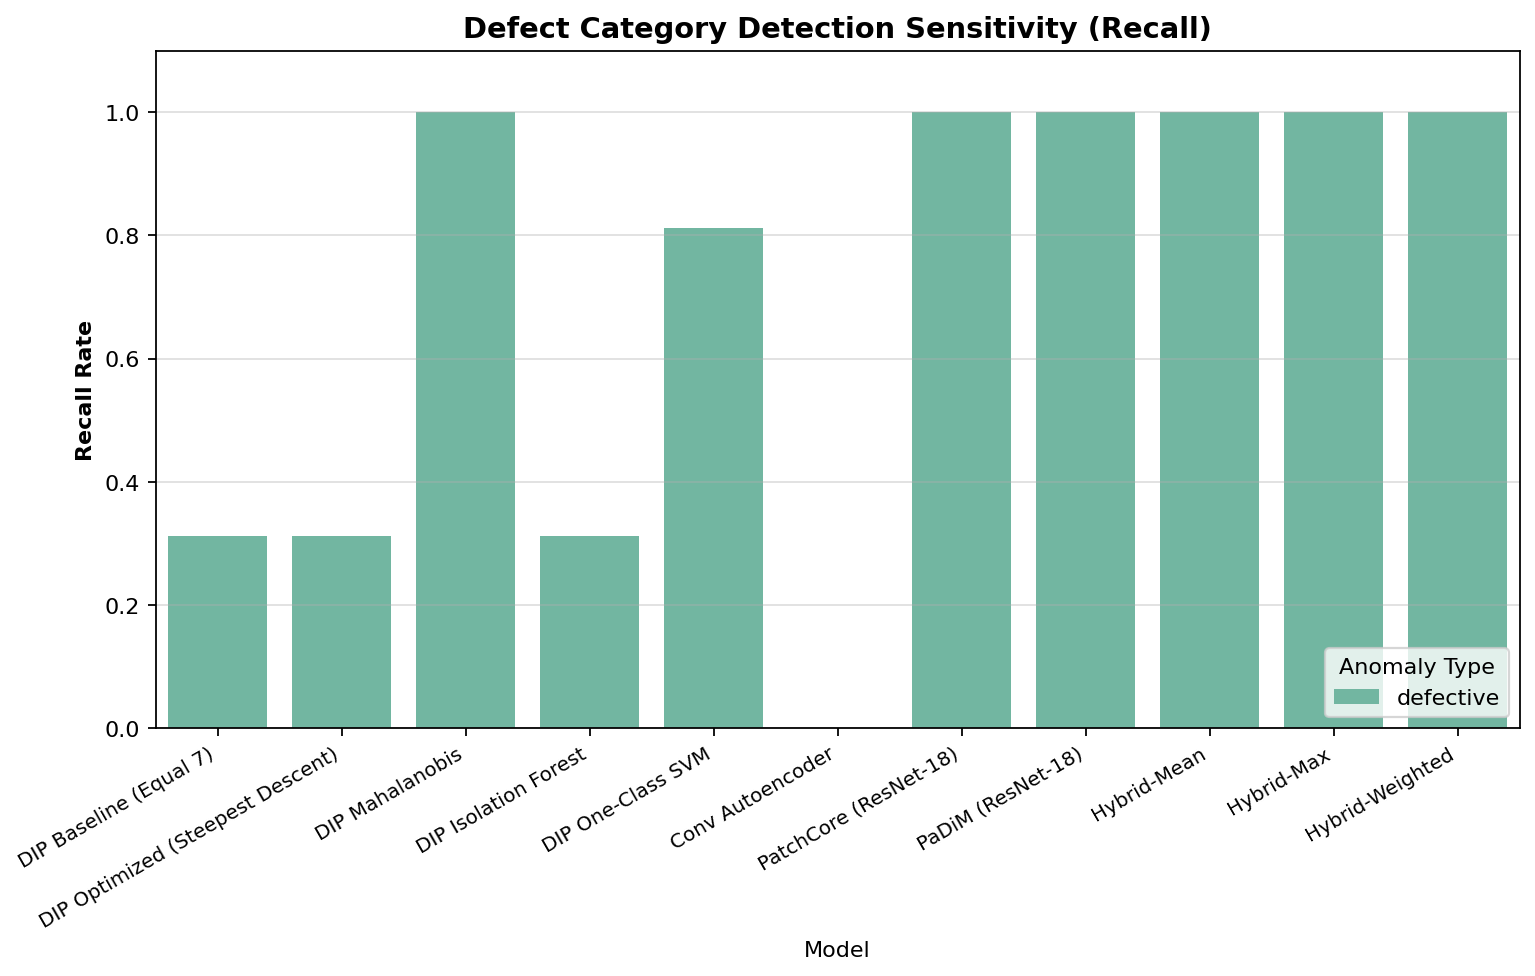 Defect Category Detection Sensitivity (Recall)
Recall Rate
1.0
0.8
0.6
0.4
0.2
0.0
Anomaly Type
defective
DIP Baseline (Equal 7)
DIP Optimized (Steepest Descent)
DIP Mahalanobis
DIP Isolation Forest
DIP One-Class SVM
Conv Autoencoder
PatchCore (ResNet-18)
PaDiM (ResNet-18)
Hybrid-Mean
Hybrid-Max
Hybrid-Weighted
Model